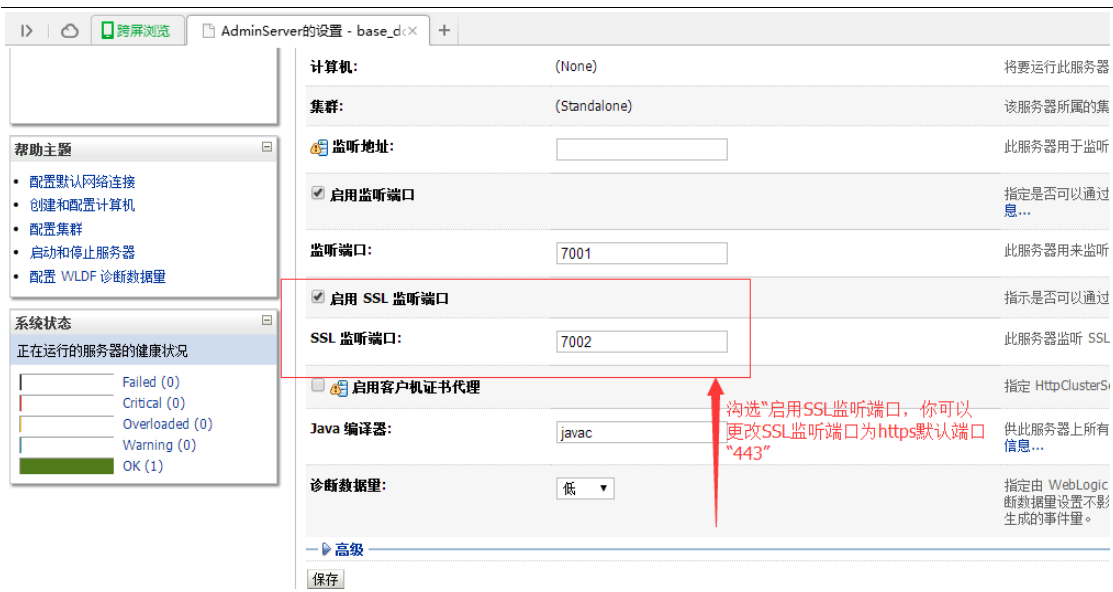 跨屏浏览
AdminServer的设置 - base_d
计算机:
(None)
将要运行此服务器
集群:
(Standalone)
该服务器所属的集
帮助主题
配置默认网络连接
创建和配置计算机
配置集群
启动和停止服务器
配置 WLDF 诊断数据量
监听地址:
此服务器用于监听
启用监听端口
指定是否可以通过
息...
监听端口:
7001
此服务器用来监听
启用 SSL 监听端口
指示是否可以通过
SSL 监听端口:
7002
此服务器监听 SSL
系统状态
正在运行的服务器的健康状况
Failed (0)
Critical (0)
Overloaded (0)
Warning (0)
OK (1)
启用客户机证书代理
指定 HttpClusterSe
沟选“启用SSL监听端口，你可以
更改SSL监听端口为https默认端口
“443”
Java 编译器:
javac
供此服务器上所有
信息...
诊断数据量:
低
指定由 WebLogic
断数据量设置不影
生成的事件量。
高级
保存